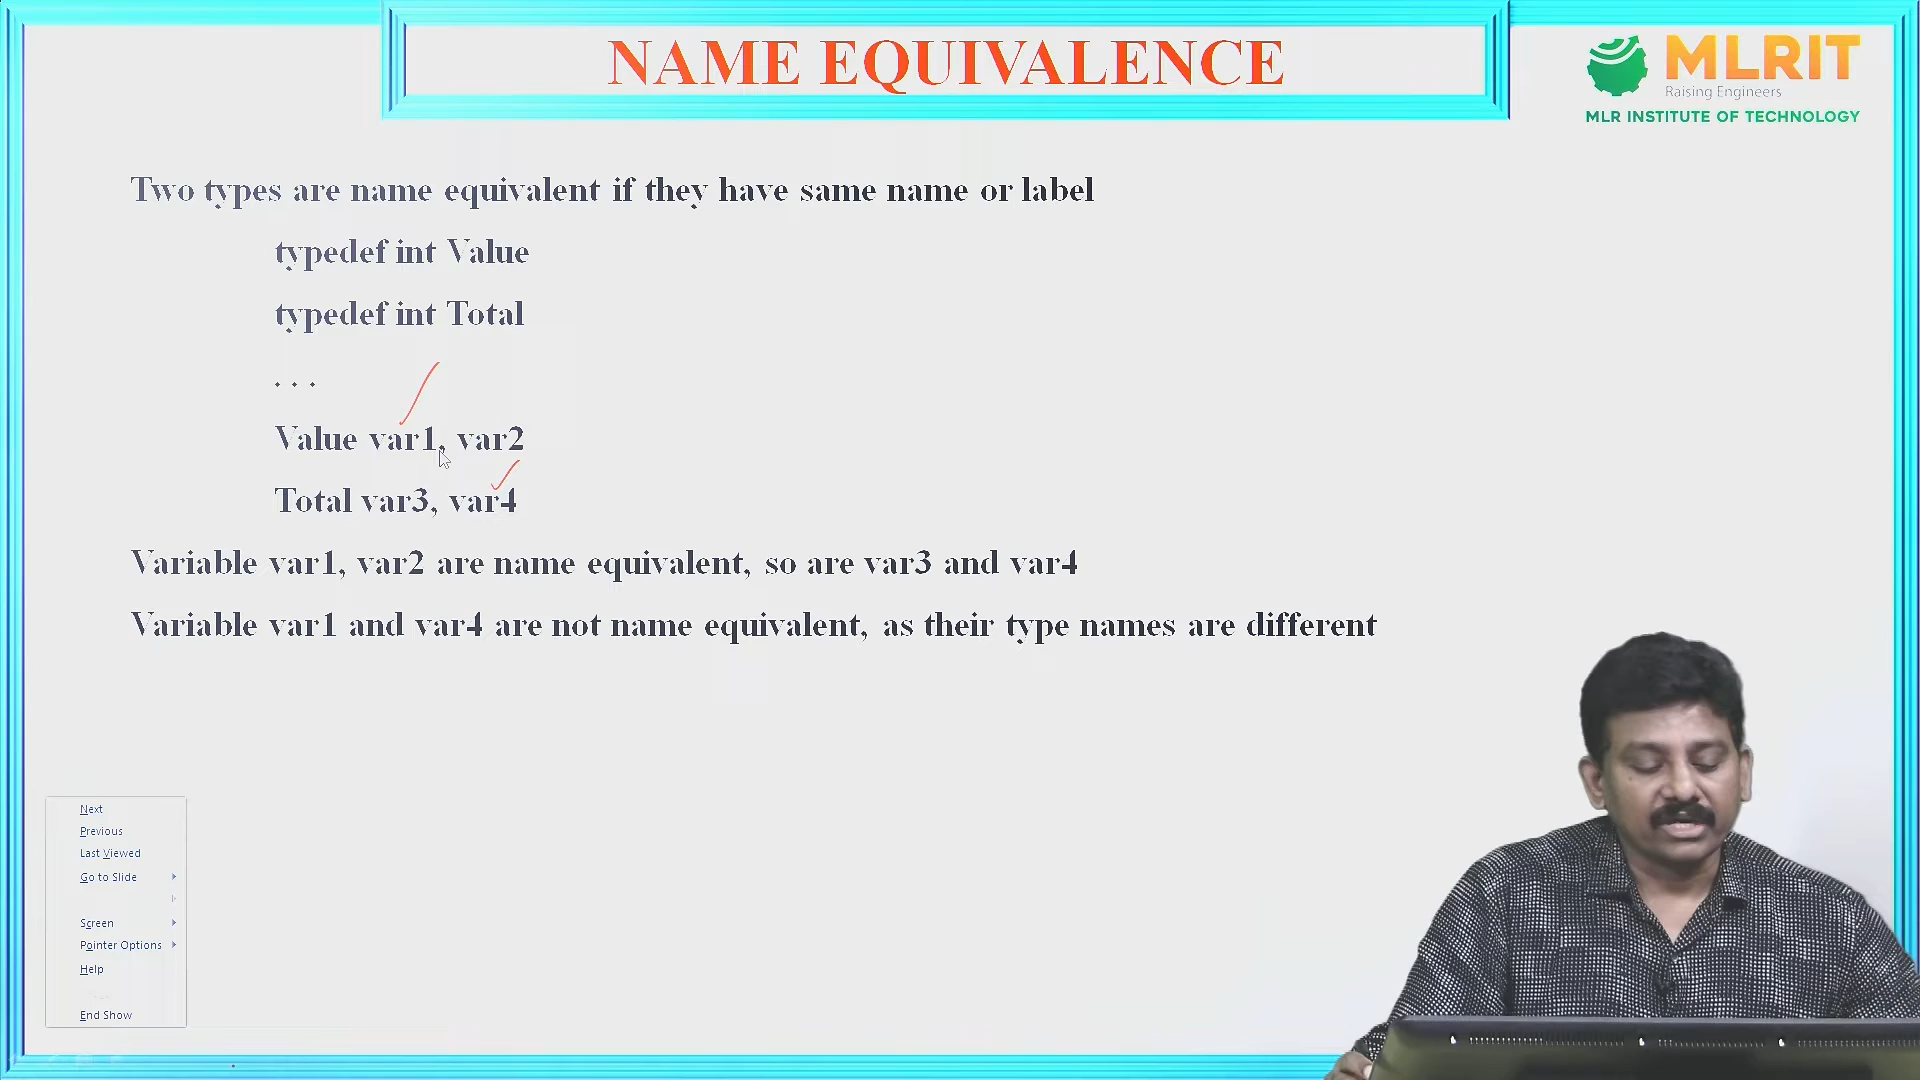 NAME EQUIVALENCE
MLRIT
Raising Engineers
MLR INSTITUTE OF TECHNOLOGY
Two types are name equivalent if they have same name or label
typedef int Value
typedef int Total
. . .
Value var1, var2
Total var3, var4
Variable var1, var2 are name equivalent, so are var3 and var4
Variable var1 and var4 are not name equivalent, as their type names are different
Next
Previous
Last Viewed
Go to Slide
Screen
Pointer Options
Help
End Show